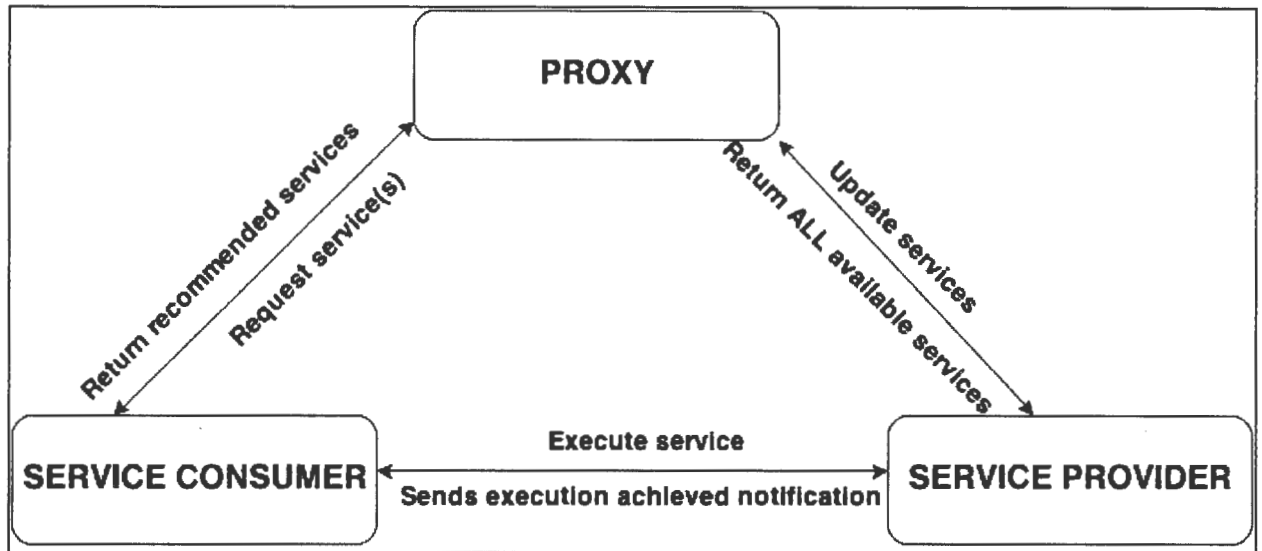 PROXY
Return recommended services
Request service(s)
Update services
Return ALL available services
SERVICE CONSUMER
Execute service
Sends execution achieved notification
SERVICE PROVIDER